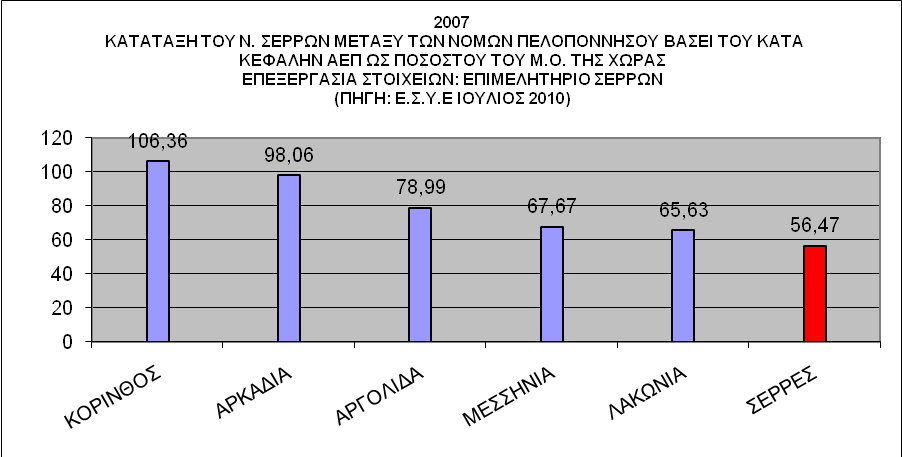 2007
ΚΑΤΑΤΑΞΗ ΤΟΥ Ν. ΣΕΡΡΩΝ ΜΕΤΑΞΥ ΤΩΝ ΝΟΜΩΝ ΠΕΛΟΠΟΝΝΗΣΟΥ ΒΑΣΕΙ ΤΟΥ ΚΑΤΑ
ΚΕΦΑΛΗΝ ΑΕΠ ΩΣ ΠΟΣΟΣΤΟΥ ΤΟΥ Μ.Ο. ΤΗΣ ΧΩΡΑΣ
ΕΠΕΞΕΡΓΑΣΙΑ ΣΤΟΙΧΕΙΩΝ: ΕΠΙΜΕΛΗΤΗΡΙΟ ΣΕΡΡΩΝ
(ΠΗΓΗ: Ε.Σ.Υ.Ε ΙΟΥΛΙΟΣ 2010)
120
100
80
60
40
20
0
106,36
98,06
78,99
67,67
65,63
56,47
ΚΟΡΙΝΘΟΣ
ΑΡΚΑΔΙΑ
ΑΡΓΟΛΙΔΑ
ΜΕΣΣΗΝΙΑ
ΛΑΚΩΝΙΑ
ΣΕΡΡΕΣ